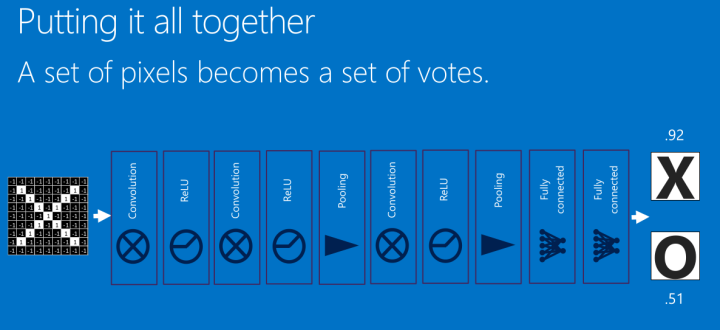 Putting it all together
A set of pixels becomes a set of votes.
Convolution
ReLU
Convolution
ReLU
Pooling
Convolution
ReLU
Pooling
Fully
connected
Fully
connected
.92
X
O
.51